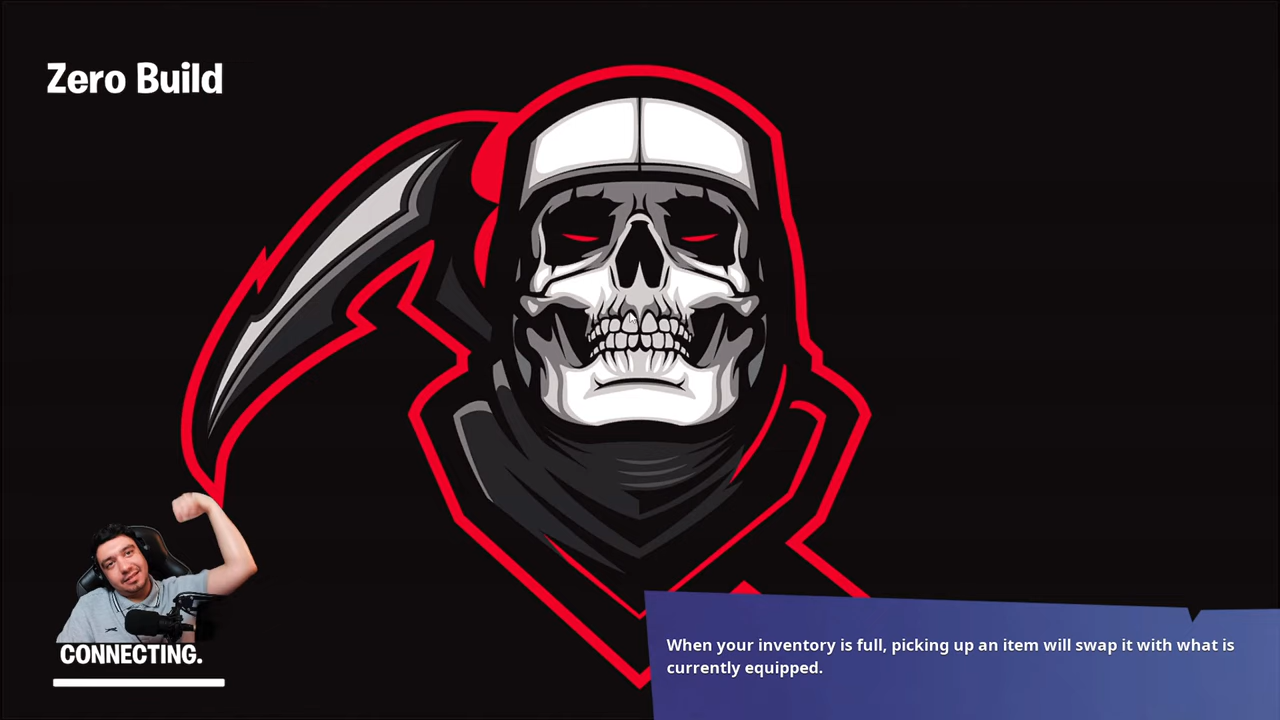 Zero Build
CONNECTING.
When your inventory is full, picking up an item will swap it with what is
currently equipped.